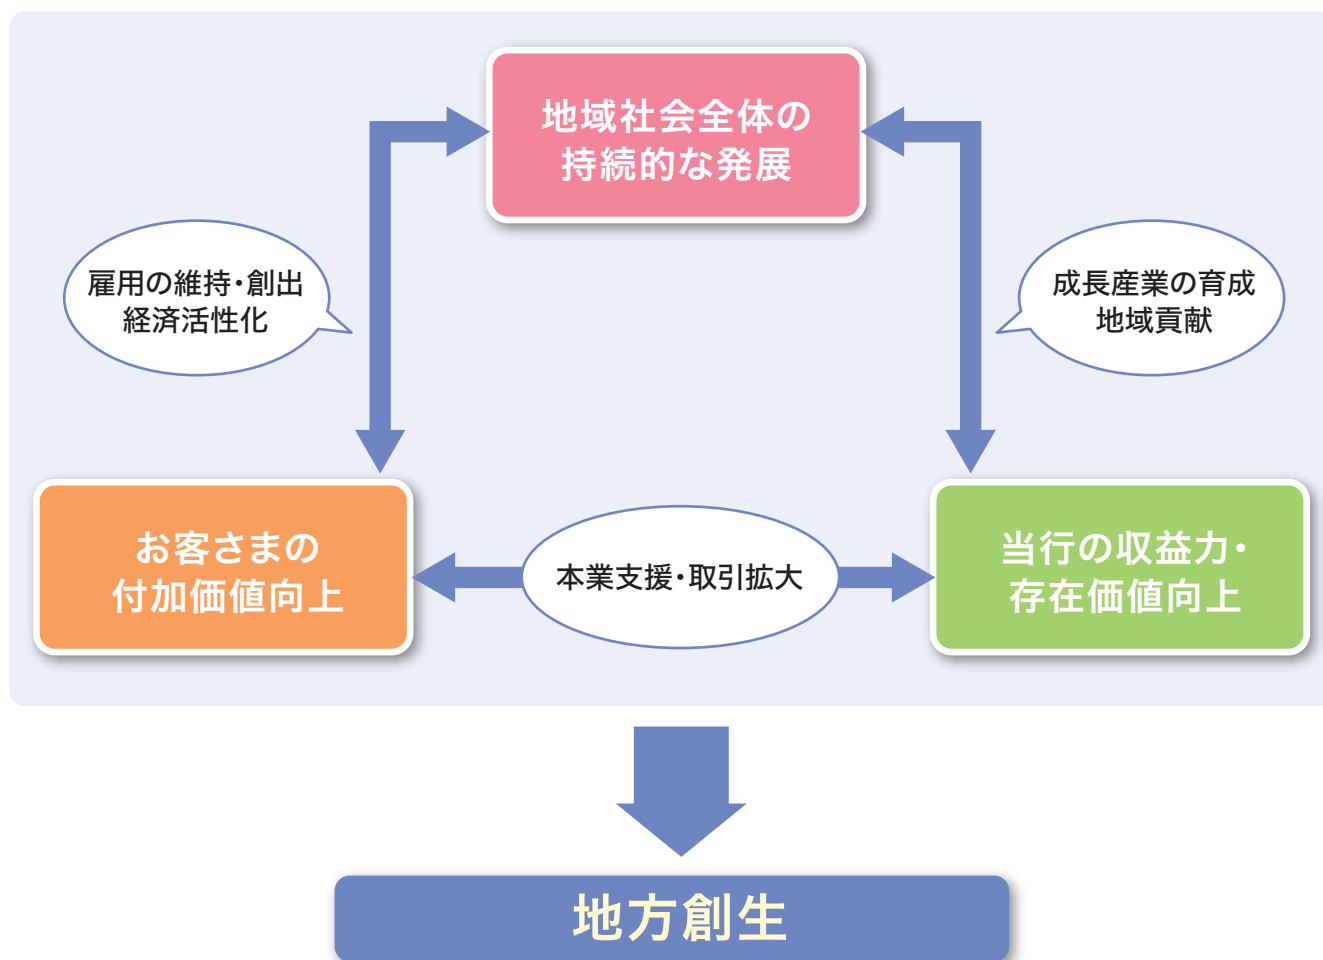 地域社会全体の
持続的な発展
雇用の維持・創出
経済活性化
成長産業の育成
地域貢献
お客さまの
付加価値向上
本業支援・取引拡大
当行の収益力・
存在価値向上
地方創生